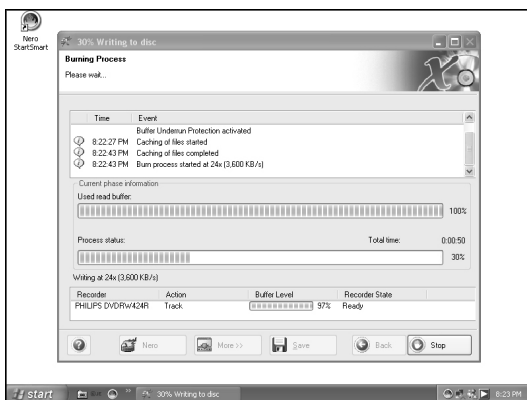 Nero
StartSmart
30% Writing to disc
Burning Process
Please wait...
Time Event
Buffer Underrun Protection activated
8:22:27 PM Caching of files started
8:22:43 PM Caching of files completed
8:22:43 PM Burn process started at 24x (3,600 KB/s)
Current phase information
Used read buffer:
100%
Process status: Total time: 0:00:50
30%
Writing at 24x (3,600 KB/s)
Recorder Action Buffer Level Recorder State
PHILIPS DVDRW424R Track 97% Ready
Nero More >> Save Back Stop
start 30% Writing to disc 8:23 PM